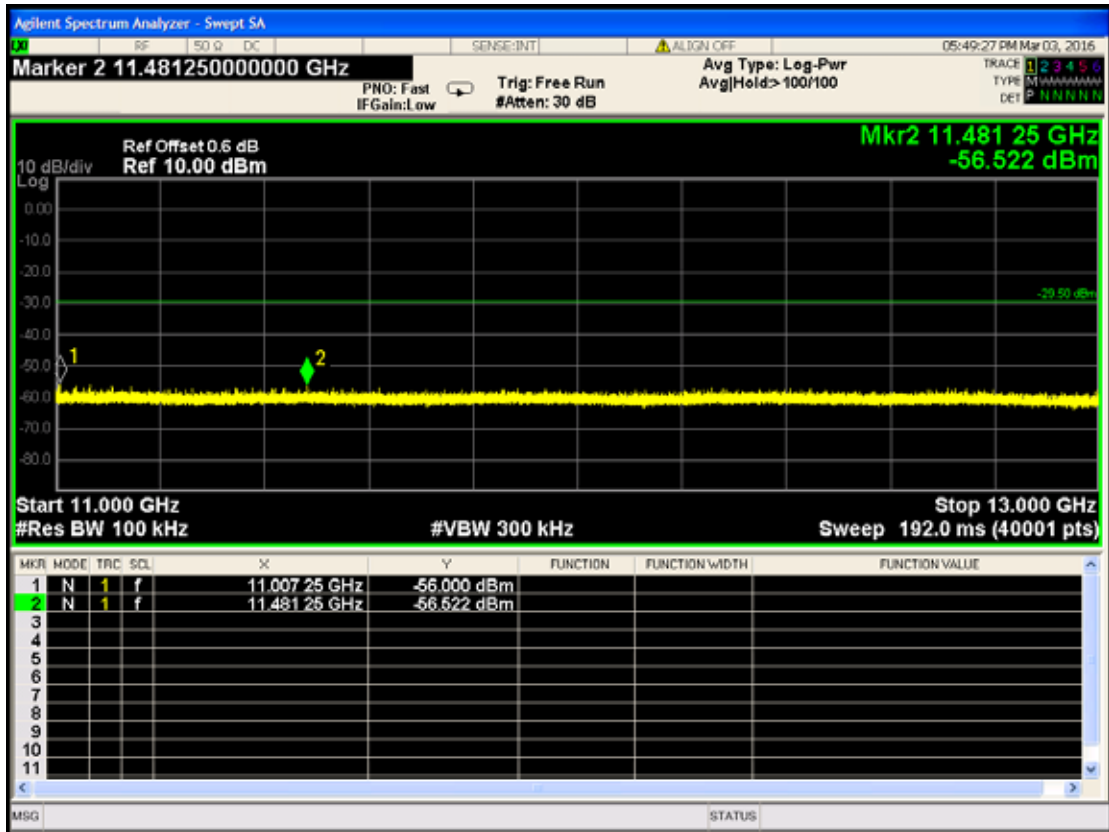 Agilent Spectrum Analyzer - Swept SA
LXI RF 50 Ω DC SENSE:INT ALIGN OFF 05:49:27 PM Mar 03, 2016
Marker 2 11.481250000000 GHz
PNO: Fast
IFGain:Low
Trig: Free Run
#Atten: 30 dB
Avg Type: Log-Pwr
Avg|Hold:>100/100
TRACE 1 2 3 4 5 6
TYPE M
DET P N N N N N
Ref Offset 0.6 dB
10 dB/div Ref 10.00 dBm
Mkr2 11.481 25 GHz
-56.522 dBm
Log
0.00
-10.0
-20.0
-29.50 dBm
-30.0
-40.0
1
2
-50.0
-60.0
-70.0
-80.0
Start 11.000 GHz Stop 13.000 GHz
#Res BW 100 kHz #VBW 300 kHz Sweep 192.0 ms (40001 pts)
MKR MODE TRC SCL X Y FUNCTION FUNCTION WIDTH FUNCTION VALUE
1 N 1 f 11.007 25 GHz -56.000 dBm
2 N 1 f 11.481 25 GHz -56.522 dBm
3
4
5
6
7
8
9
10
11
MSG STATUS